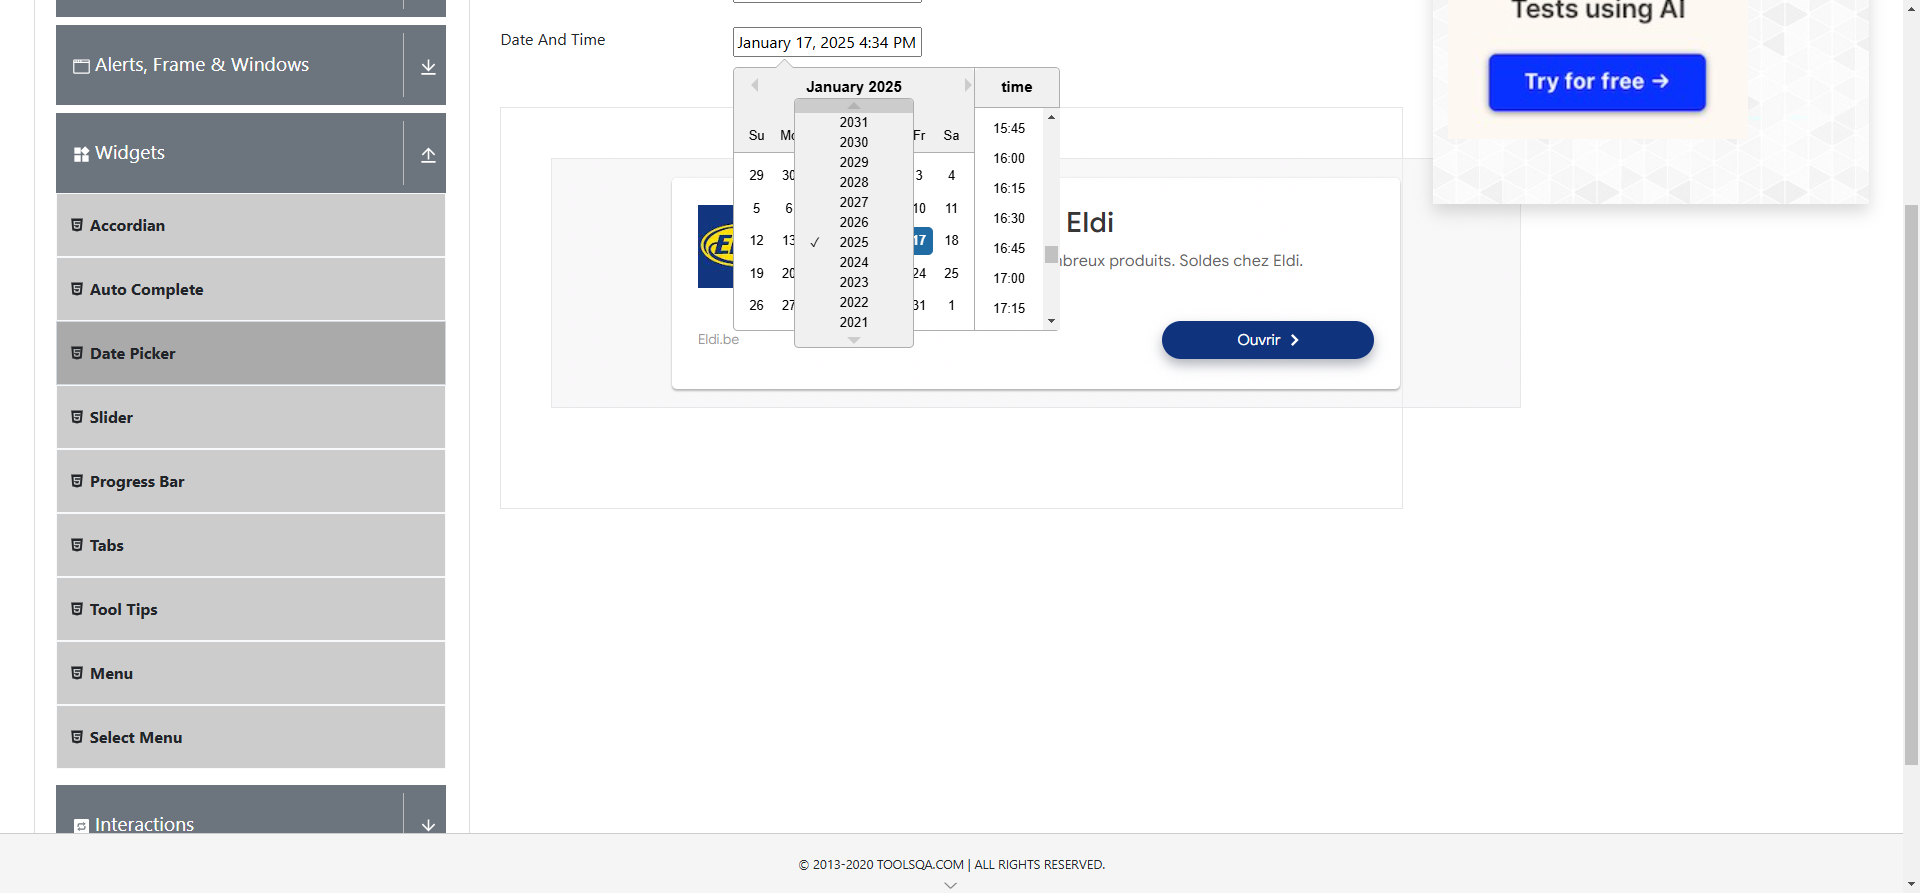 Alerts, Frame & Windows
Widgets
Accordian
Auto Complete
Date Picker
Slider
Progress Bar
Tabs
Tool Tips
Menu
Select Menu
Interactions
Date And Time
January 17, 2025 4:34 PM
January 2025
time
Su Mo Fr Sa
29 30 3 4
5 6 10 11
12 13 17 18
19 20 24 25
26 27 31 1
2031
2030
2029
2028
2027
2026
✓ 2025
2024
2023
2022
2021
15:45
16:00
16:15
16:30
16:45
17:00
17:15
Eldi
breux produits. Soldes chez Eldi.
Eldi.be
Ouvrir
Tests using AI
Try for free →
© 2013-2020 TOOLSQA.COM | ALL RIGHTS RESERVED.